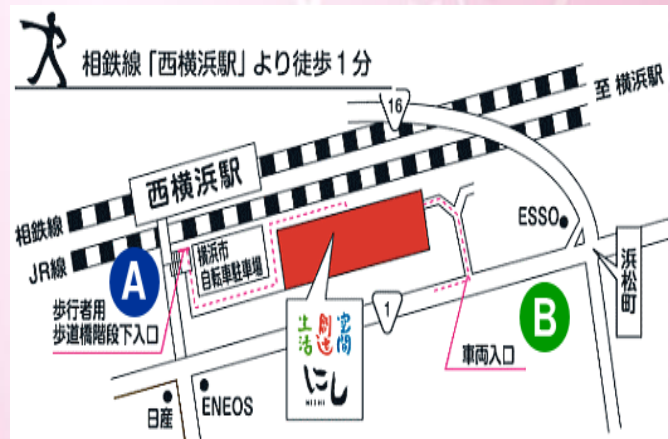 相鉄線「西横浜駅」より徒歩1分
16
至 横浜駅
西横浜駅
相鉄線
JR線
横浜市
自転車駐車場
ESSO
浜松町
A
歩行者用
歩道橋階段下入口
1
B
車両入口
生活創造空間
にし
NISHI
日産
ENEOS